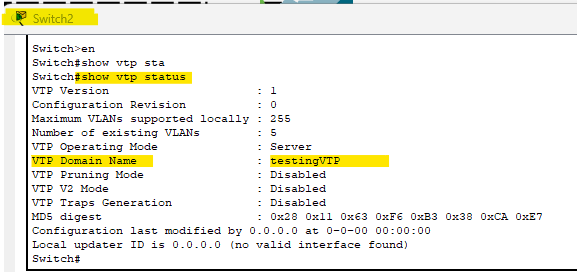 Switch2
Switch>en
Switch#show vtp sta
Switch#show vtp status
VTP Version : 1
Configuration Revision : 0
Maximum VLANs supported locally : 255
Number of existing VLANs : 5
VTP Operating Mode : Server
VTP Domain Name : testingVTP
VTP Pruning Mode : Disabled
VTP V2 Mode : Disabled
VTP Traps Generation : Disabled
MD5 digest : 0x28 0x11 0x63 0xF6 0xB3 0x38 0xCA 0xE7
Configuration last modified by 0.0.0.0 at 0-0-00 00:00:00
Local updater ID is 0.0.0.0 (no valid interface found)
Switch#